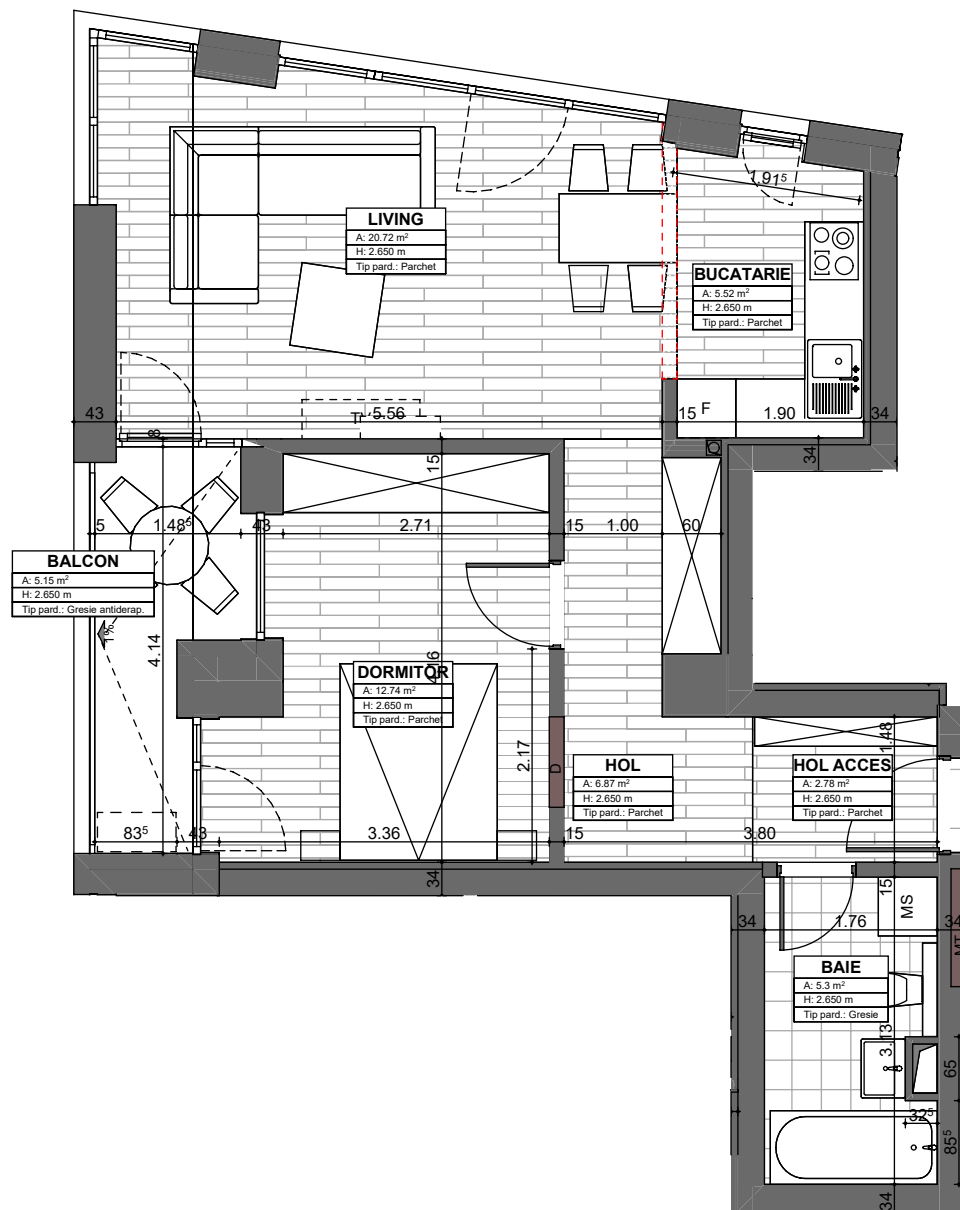 1.91⁵
LIVING
A: 20.72 m²
H: 2.650 m
Tip pard.: Parchet
BUCATARIE
A: 5.52 m²
H: 2.650 m
Tip pard.: Parchet
43
5.56
15
F
1.90
34
8
15
34
5
1.48⁵
43
2.71
15
1.00
60
BALCON
A: 5.15 m²
H: 2.650 m
Tip pard.: Gresie antiderap.
1%
4.14
DORMITOR
A: 12.74 m²
H: 2.650 m
Tip pard.: Parchet
2.17
D
HOL
A: 6.87 m²
H: 2.650 m
Tip pard.: Parchet
1.48
HOL ACCES
A: 2.78 m²
H: 2.650 m
Tip pard.: Parchet
83⁵
43
3.36
15
3.80
34
15
MS
34
1.76
34
MT
BAIE
A: 5.3 m²
H: 2.650 m
Tip pard.: Gresie
3.13
65
32⁵
85⁵
34